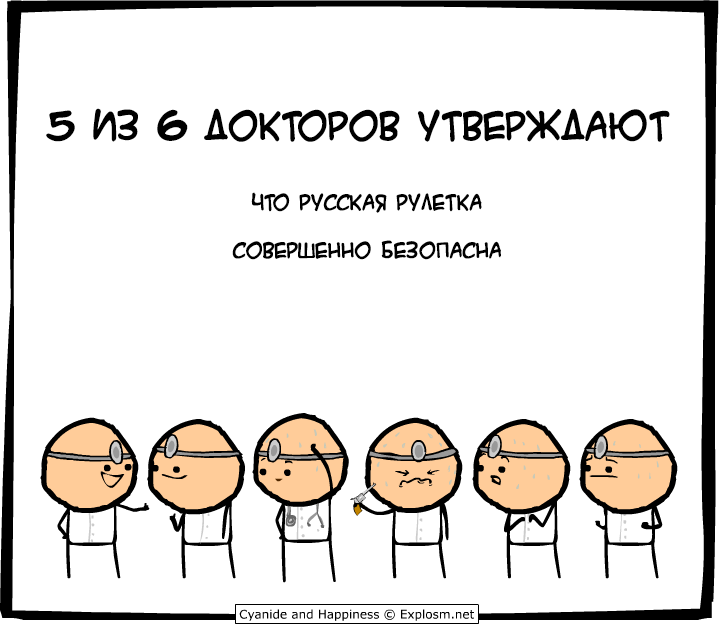 5 ИЗ 6 ДОКТОРОВ УТВЕРЖДАЮТ
ЧТО РУССКАЯ РУЛЕТКА
СОВЕРШЕННО БЕЗОПАСНА
Cyanide and Happiness © Explosm.net